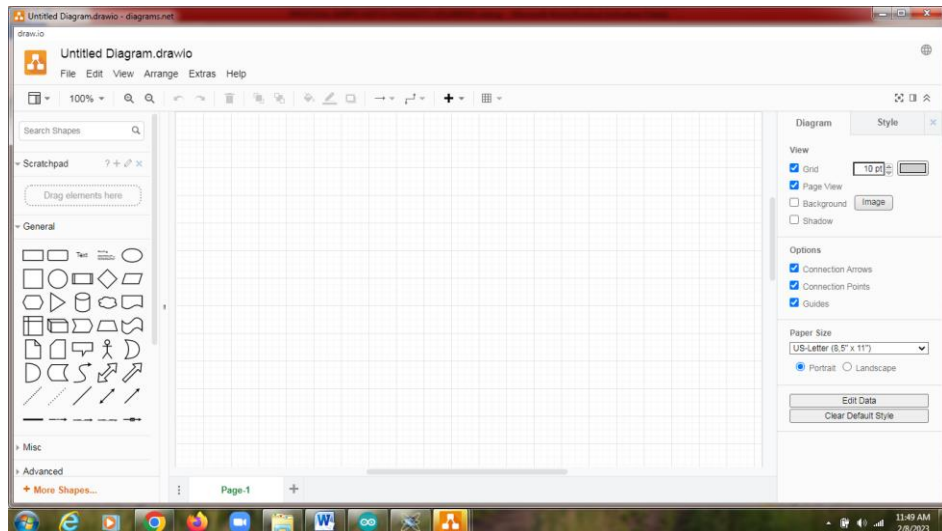 Untitled Diagram.drawio - diagrams.net
draw.io
Untitled Diagram.drawio
File Edit View Arrange Extras Help
100%
Search Shapes
Scratchpad
Drag elements here
General
Text
Misc
Advanced
+ More Shapes...
Page-1
Diagram Style
View
Grid 10 pt
Page View
Background Image
Shadow
Options
Connection Arrows
Connection Points
Guides
Paper Size
US-Letter (8,5" x 11")
Portrait Landscape
Edit Data
Clear Default Style
11:49 AM
2/8/2023